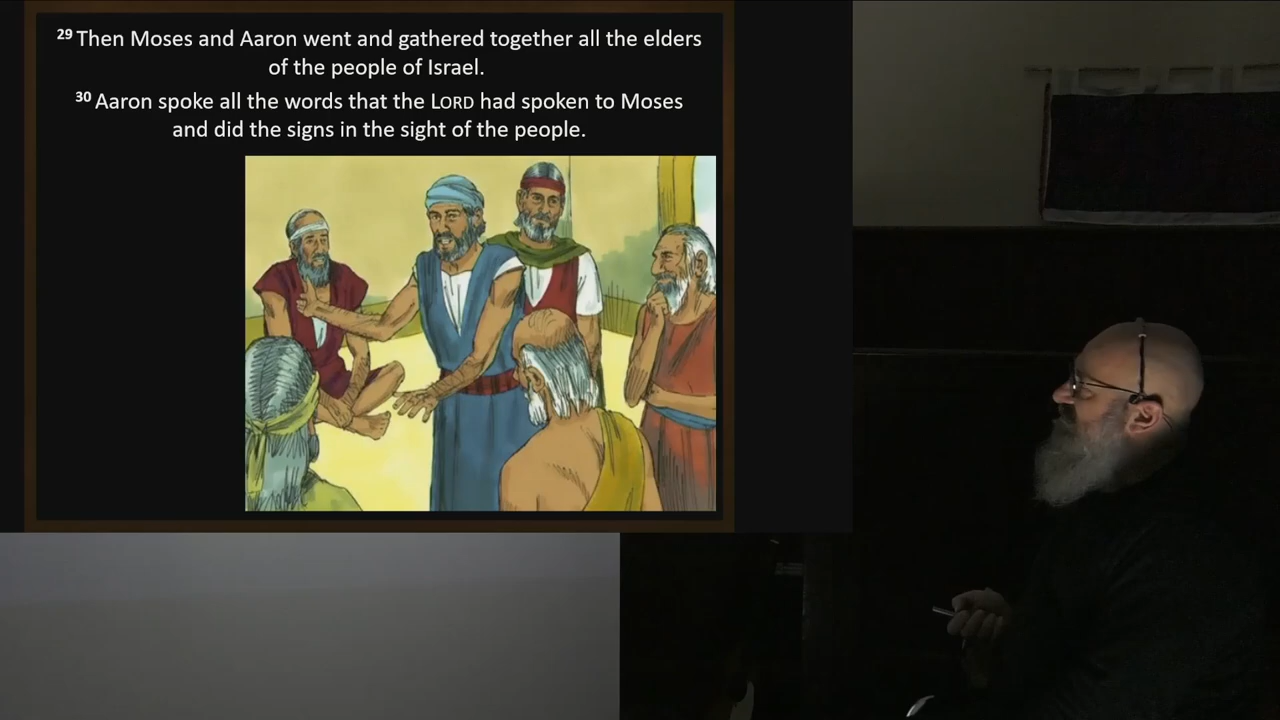 29 Then Moses and Aaron went and gathered together all the elders
of the people of Israel.
30 Aaron spoke all the words that the LORD had spoken to Moses
and did the signs in the sight of the people.